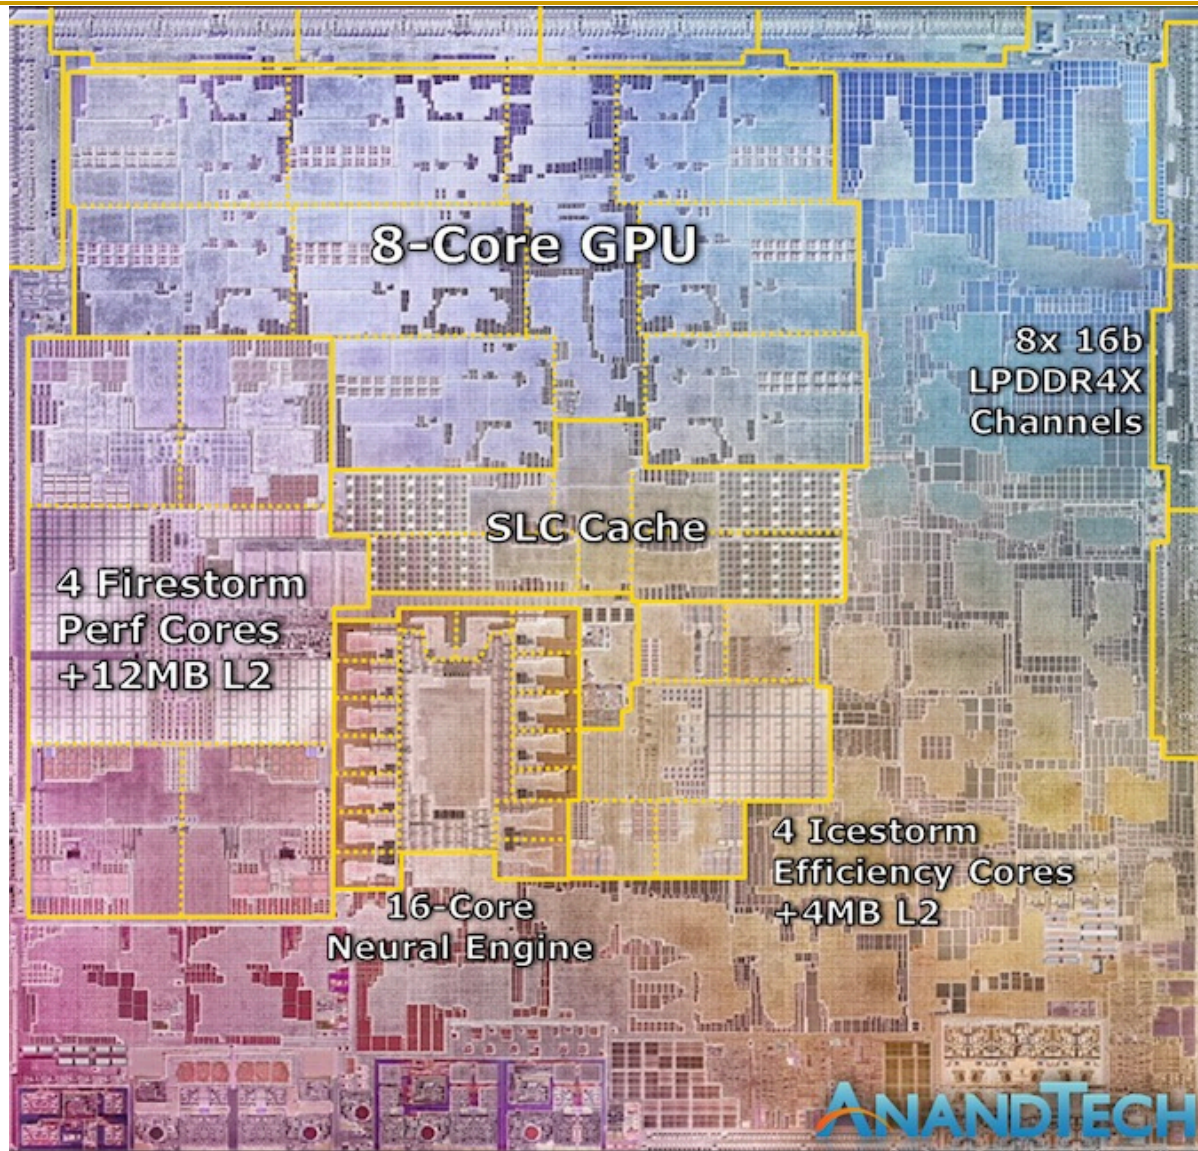 8-Core GPU
8x 16b
LPDDR4X
Channels
SLC Cache
4 Firestorm
Perf Cores
+12MB L2
4 Icestorm
Efficiency Cores
+4MB L2
16-Core
Neural Engine
ANANDTECH